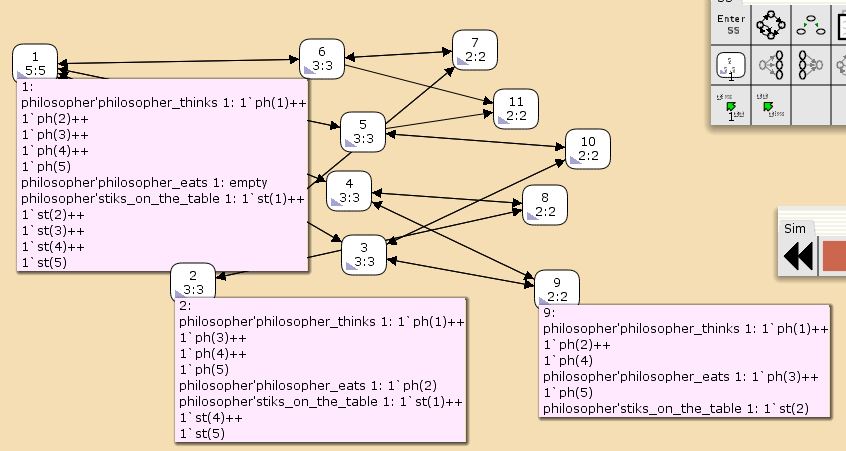 1
5:5
6
3:3
7
2:2
11
2:2
5
3:3
10
2:2
4
3:3
8
2:2
3
3:3
2
3:3
9
2:2
1:
philosopher'philosopher_thinks 1: 1`ph(1)++
1`ph(2)++
1`ph(3)++
1`ph(4)++
1`ph(5)
philosopher'philosopher_eats 1: empty
philosopher'stiks_on_the_table 1: 1`st(1)++
1`st(2)++
1`st(3)++
1`st(4)++
1`st(5)
2:
philosopher'philosopher_thinks 1: 1`ph(1)++
1`ph(3)++
1`ph(4)++
1`ph(5)
philosopher'philosopher_eats 1: 1`ph(2)
philosopher'stiks_on_the_table 1: 1`st(1)++
1`st(4)++
1`st(5)
9:
philosopher'philosopher_thinks 1: 1`ph(1)++
1`ph(2)++
1`ph(4)
philosopher'philosopher_eats 1: 1`ph(3)++
1`ph(5)
philosopher'stiks_on_the_table 1: 1`st(2)
Enter
SS
1
1
Sim